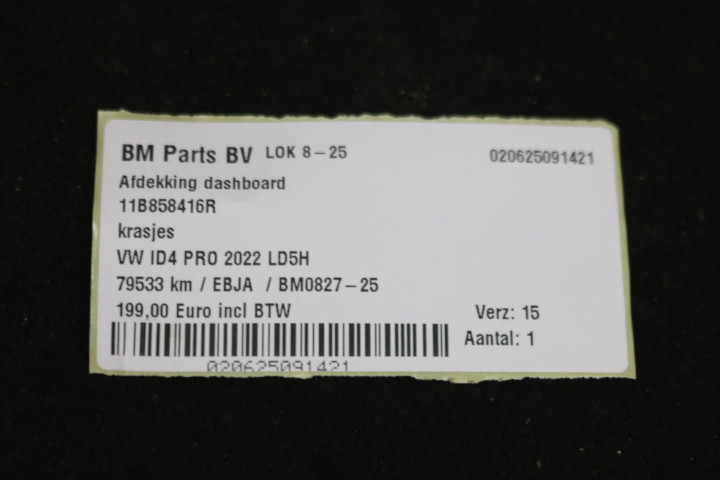 BM Parts BV LOK 8-25 020625091421
Afdekking dashboard
11B858416R
krasjes
VW ID4 PRO 2022 LD5H
79533 km / EBJA / BM0827-25
199,00 Euro incl BTW Verz: 15
Aantal: 1
020625091421